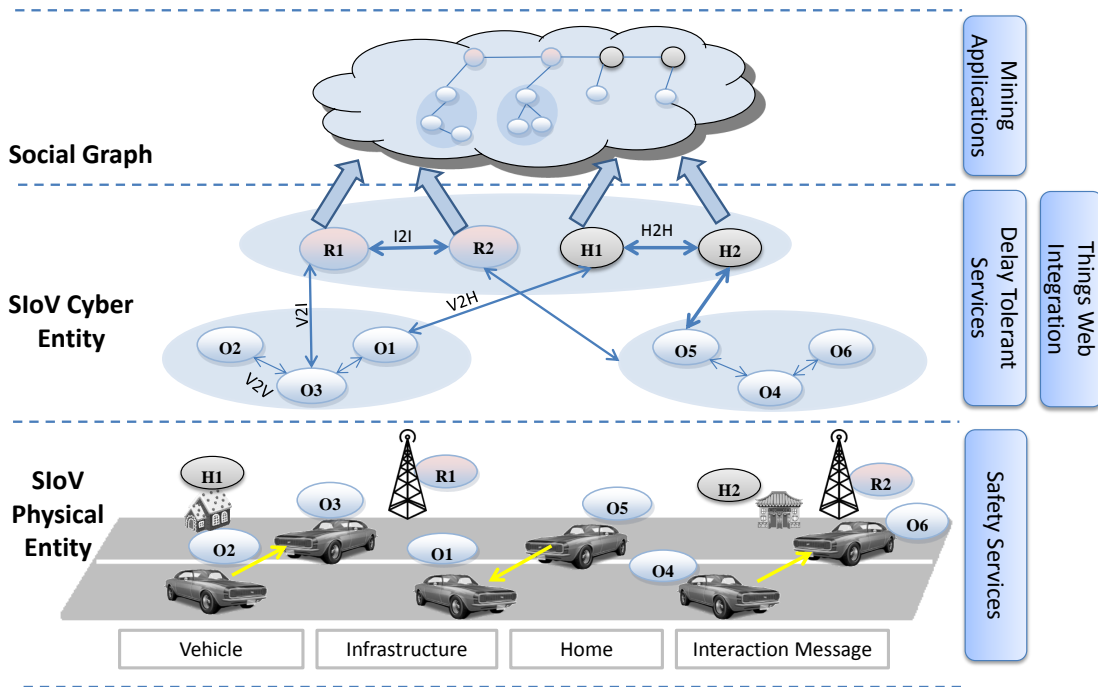 Social Graph
Mining
Applications
R1
I2I
R2
H1
H2H
H2
V2I
V2H
SIoV Cyber
Entity
O2
O1
O3
V2V
O5
O6
O4
Delay Tolerant
Services
Things Web
Integration
SIoV
Physical
Entity
H1
R1
H2
R2
O3
O5
O6
O2
O1
O4
Safety Services
Vehicle
Infrastructure
Home
Interaction Message